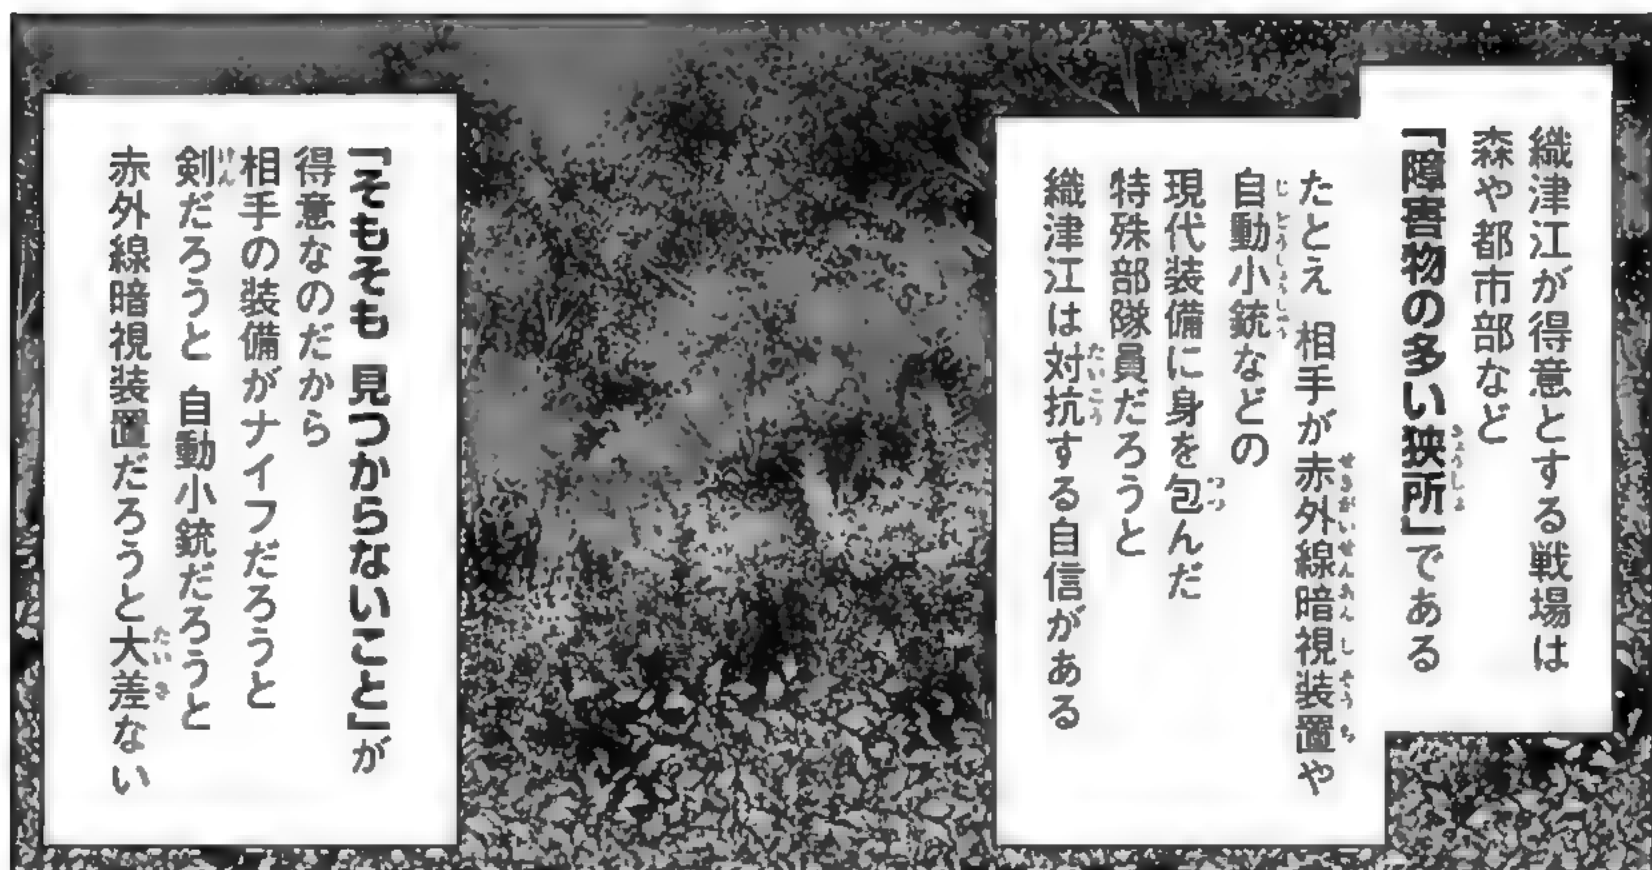 織津江が得意とする戦場は
森や都市部など
「障害物の多い狭所」である
たとえ 相手が赤外線暗視装置や
自動小銃などの
現代装備に身を包んだ
特殊部隊員だろうと
織津江は対抗する自信がある
「そもそも 見つからないこと」が
得意なのだから
相手の装備がナイフだろうと
剣だろうと 自動小銃だろうと
赤外線暗視装置だろうと大差ない